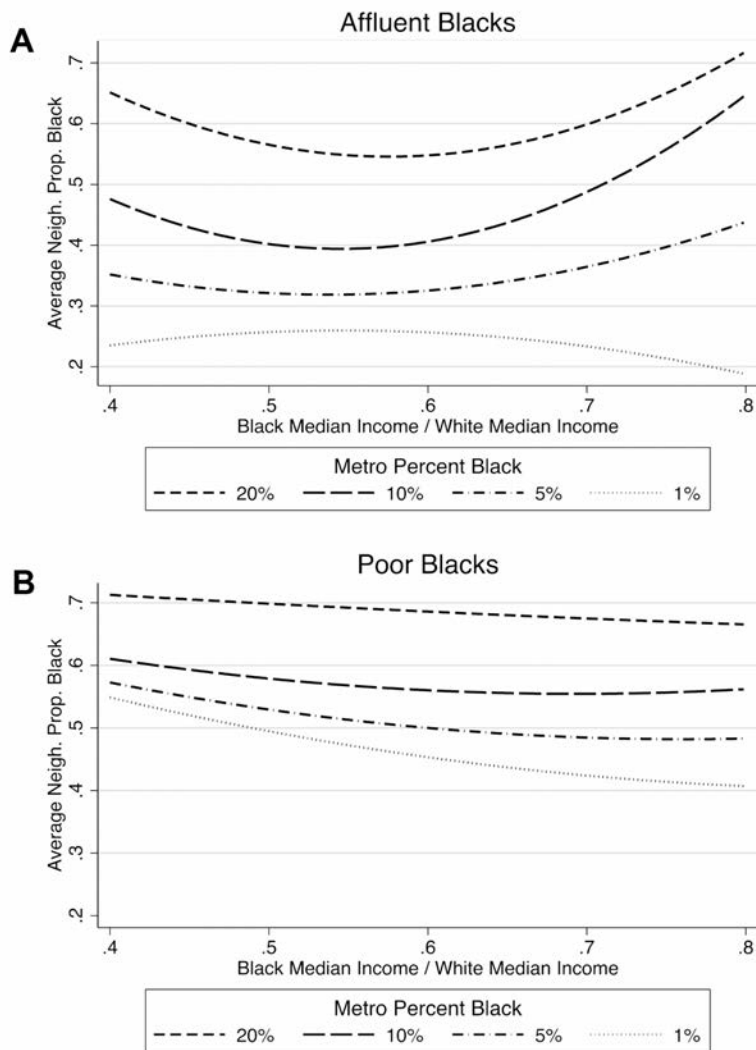 A
Affluent Blacks
Average Neigh. Prop. Black
.7
.6
.5
.4
.3
.2
.4 .5 .6 .7 .8
Black Median Income / White Median Income
Metro Percent Black
20% 10% 5% 1%
B
Poor Blacks
Average Neigh. Prop. Black
.7
.6
.5
.4
.3
.2
.4 .5 .6 .7 .8
Black Median Income / White Median Income
Metro Percent Black
20% 10% 5% 1%